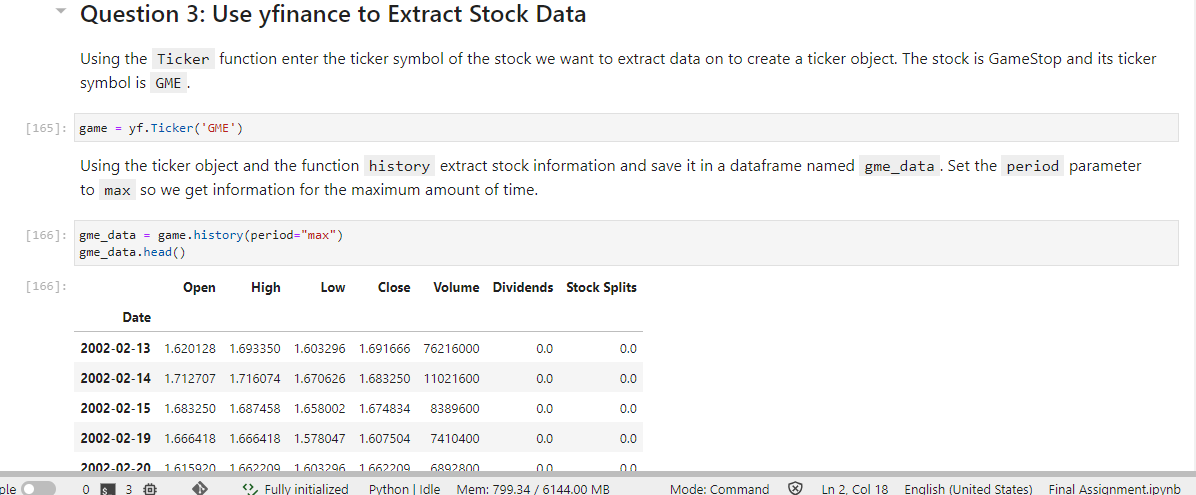 Question 3: Use yfinance to Extract Stock Data
Using the Ticker function enter the ticker symbol of the stock we want to extract data on to create a ticker object. The stock is GameStop and its ticker
symbol is GME .
[165]: game = yf.Ticker('GME')
Using the ticker object and the function history extract stock information and save it in a dataframe named gme_data . Set the period parameter
to max so we get information for the maximum amount of time.
[166]: gme_data = game.history(period="max")
gme_data.head()
[166]: Open High Low Close Volume Dividends Stock Splits
Date
2002-02-13 1.620128 1.693350 1.603296 1.691666 76216000 0.0 0.0
2002-02-14 1.712707 1.716074 1.670626 1.683250 11021600 0.0 0.0
2002-02-15 1.683250 1.687458 1.658002 1.674834 8389600 0.0 0.0
2002-02-19 1.666418 1.666418 1.578047 1.607504 7410400 0.0 0.0
2002-02-20 1.615920 1.662209 1.603296 1.662209 6892800 0.0 0.0
ple 0 3 Fully initialized Python | Idle Mem: 799.34 / 6144.00 MB Mode: Command Ln 2, Col 18 English (United States) Final Assignment.ipynb